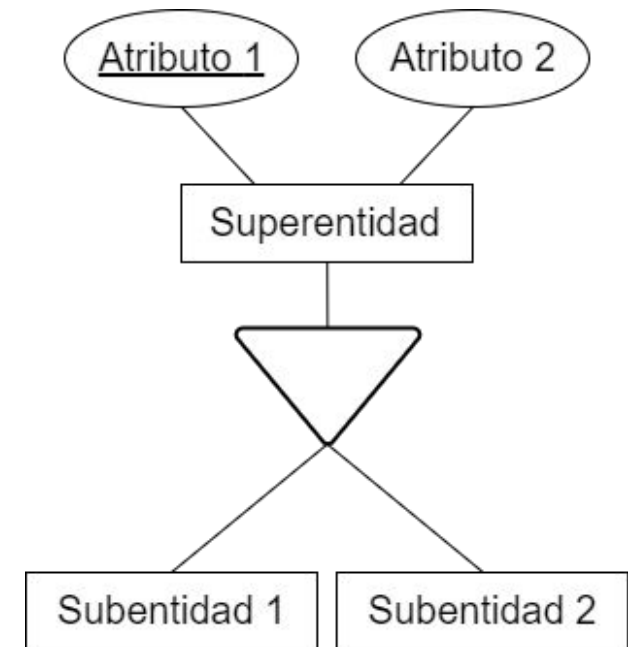 Atributo 1
Atributo 2
Superentidad
Subentidad 1
Subentidad 2